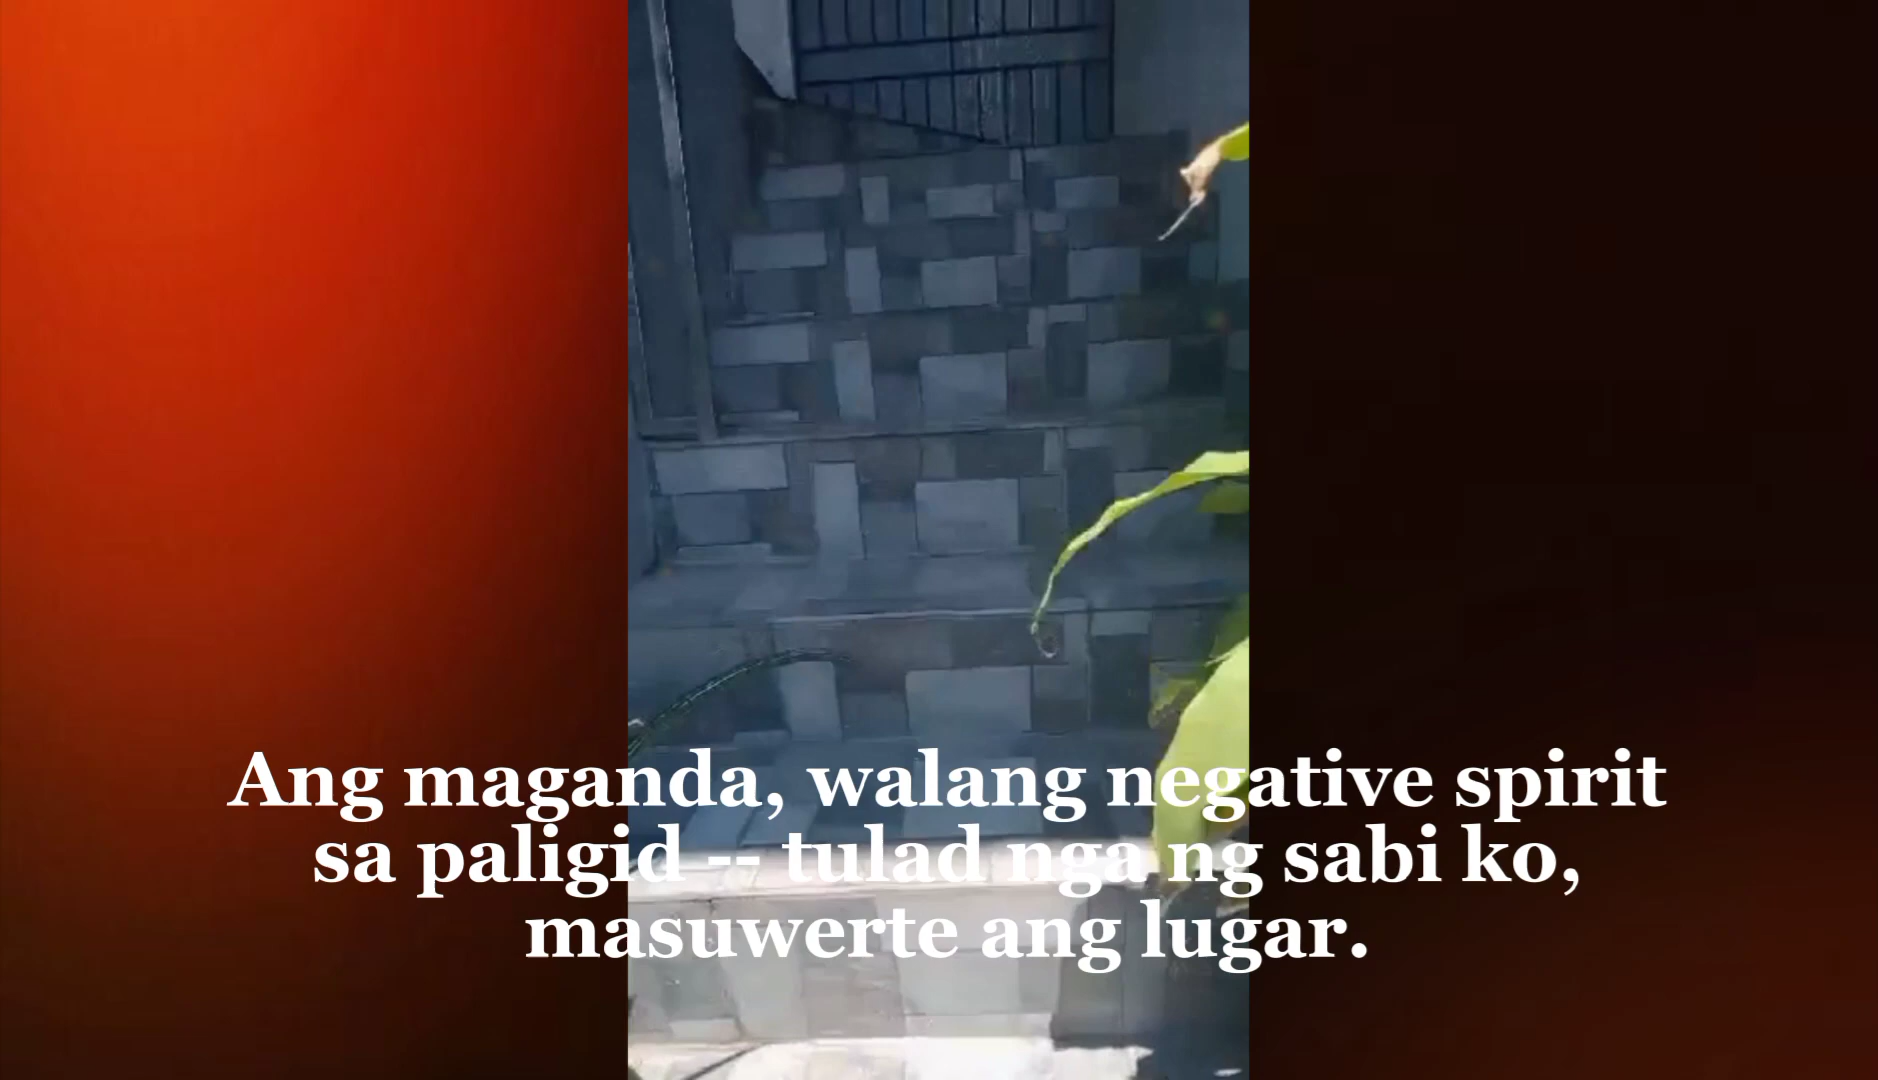 Ang maganda, walang negative spirit
sa paligid -- tulad nga ng sabi ko,
masuwerte ang lugar.